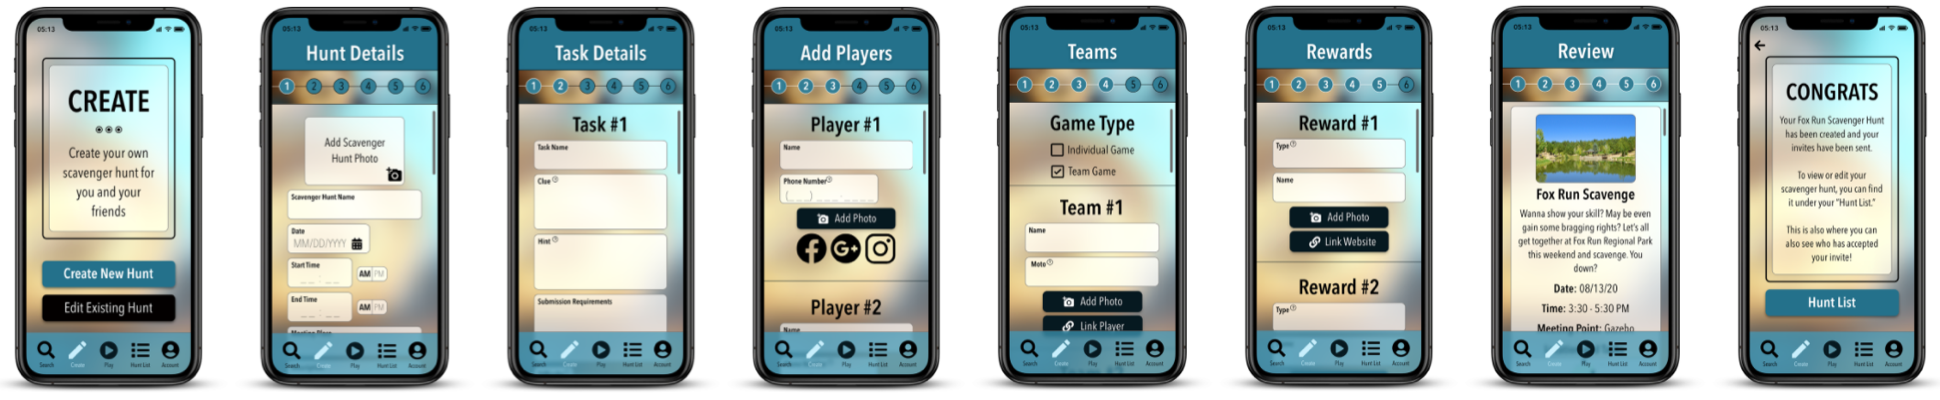 05:13
CREATE
Create your own
scavenger hunt for
you and your
friends
Create New Hunt
Edit Existing Hunt
Search
Create
Play
Hunt List
Account
05:13
Hunt Details
1 2 3 4 5 6
Add Scavenger
Hunt Photo
Scavenger Hunt Name
Date
MM/DD/YYYY
Start Time
AM PM
End Time
AM PM
Meeting Place
Search
Create
Play
Hunt List
Account
05:13
Task Details
1 2 3 4 5 6
Task #1
Task Name
Clue ?
Hint ?
Submission Requirements
Search
Create
Play
Hunt List
Account
05:13
Add Players
1 2 3 4 5 6
Player #1
Name
Phone Number ?
(   )
Add Photo
f G+
Player #2
Name
Search
Create
Play
Hunt List
Account
05:13
Teams
1 2 3 4 5 6
Game Type
Individual Game
Team Game
Team #1
Name
Moto ?
Add Photo
Link Player
Search
Create
Play
Hunt List
Account
05:13
Rewards
1 2 3 4 5 6
Reward #1
Type ?
Name
Add Photo
Link Website
Reward #2
Type ?
Search
Create
Play
Hunt List
Account
05:13
Review
1 2 3 4 5 6
Fox Run Scavenge
Wanna show your skill? May be even
gain some bragging rights? Let's all
get together at Fox Run Regional Park
this weekend and scavenge. You
down?
Date: 08/13/20
Time: 3:30 - 5:30 PM
Meeting Point: Gazebo
Search
Create
Play
Hunt List
Account
05:13
CONGRATS
Your Fox Run Scavenger Hunt
has been created and your
invites have been sent.
To view or edit your
scavenger hunt, you can find
it under your "Hunt List."
This is also where you can
also see who has accepted
your invite!
Hunt List
Search
Create
Play
Hunt List
Account